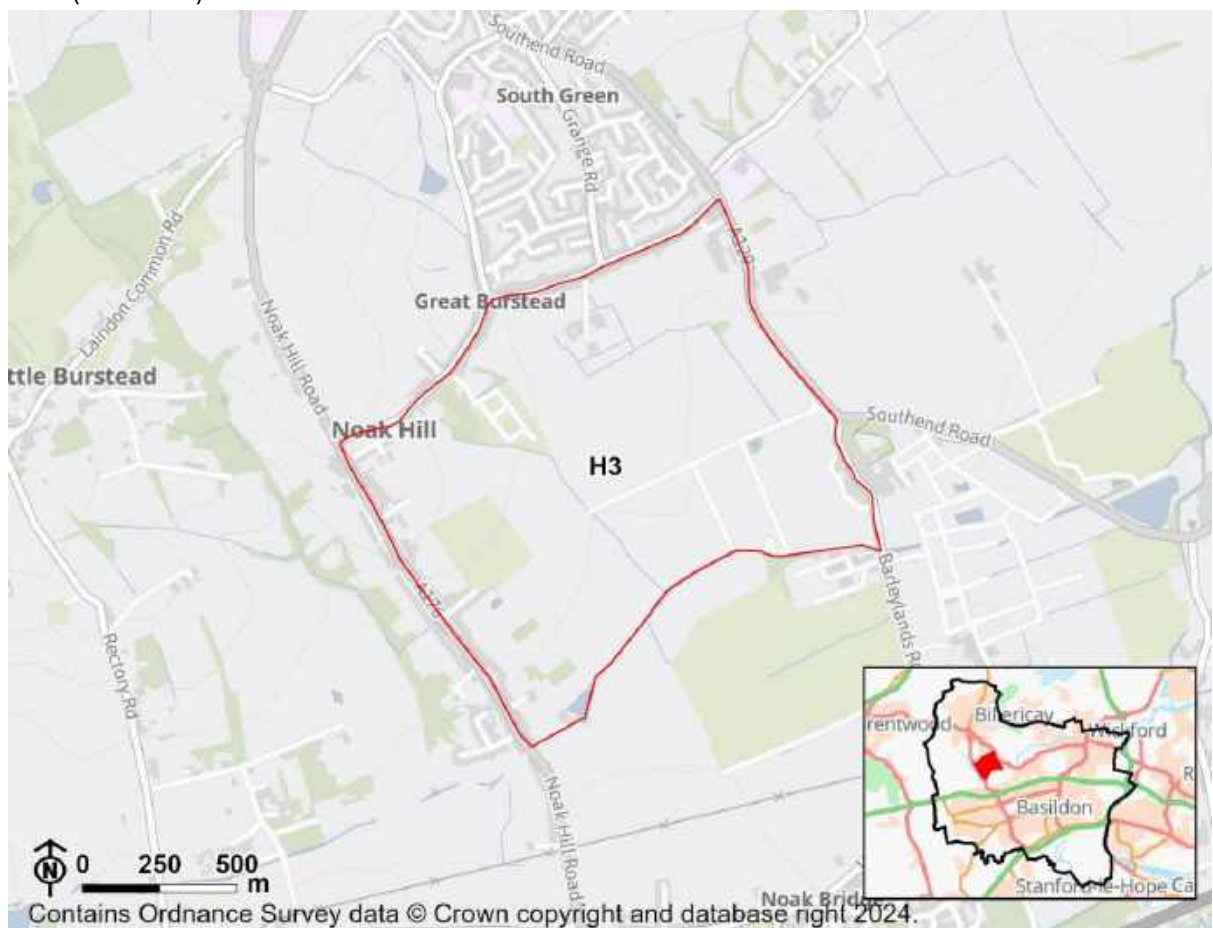 Southend Road
South Green
Grange Rd
A129
Laindon Common Rd
Noak Hill Road
Great Burstead
ttle Burstead
Noak Hill
Southend Road
H3
A176
Barleylands R
Rectory Rd
Noak Hill Road
Noak Bridge
Billericay
rentwood
Wickford
R
Basildon
Stanford-le-Hope Ca
N
0 250 500
m
Contains Ordnance Survey data © Crown copyright and database right 2024.